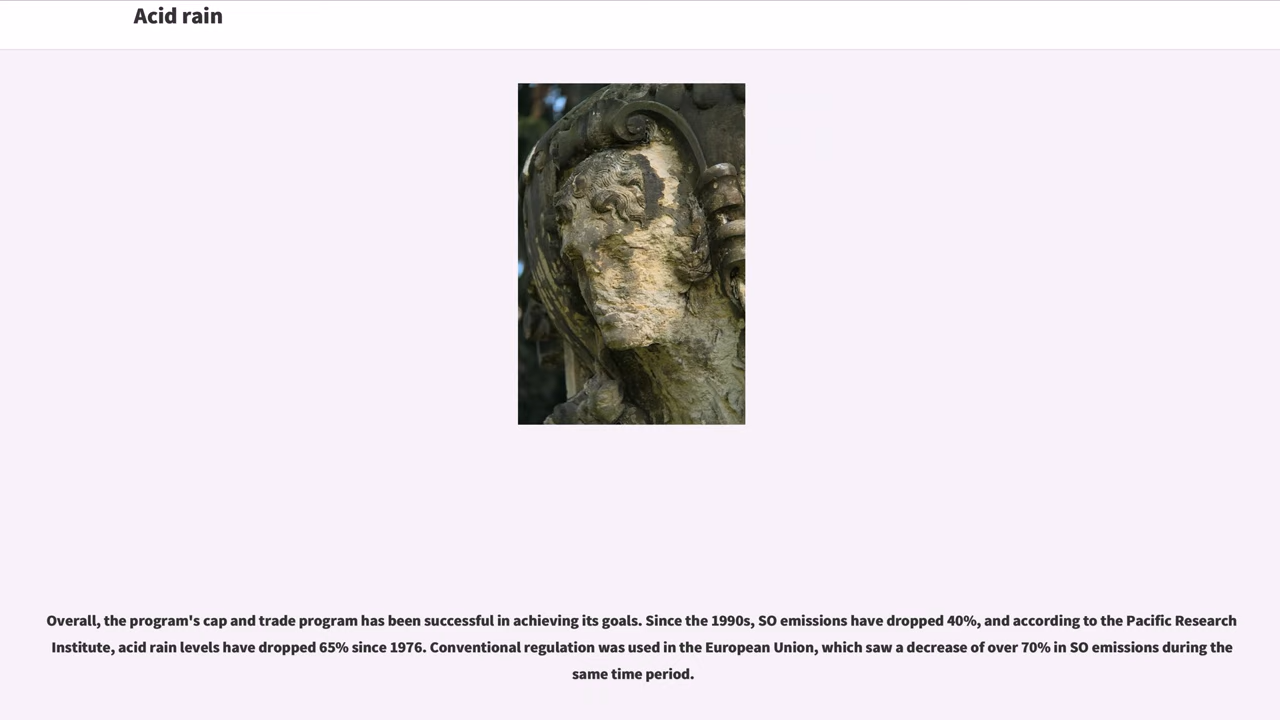 Acid rain
Overall, the program's cap and trade program has been successful in achieving its goals. Since the 1990s, SO emissions have dropped 40%, and according to the Pacific Research
Institute, acid rain levels have dropped 65% since 1976. Conventional regulation was used in the European Union, which saw a decrease of over 70% in SO emissions during the
same time period.